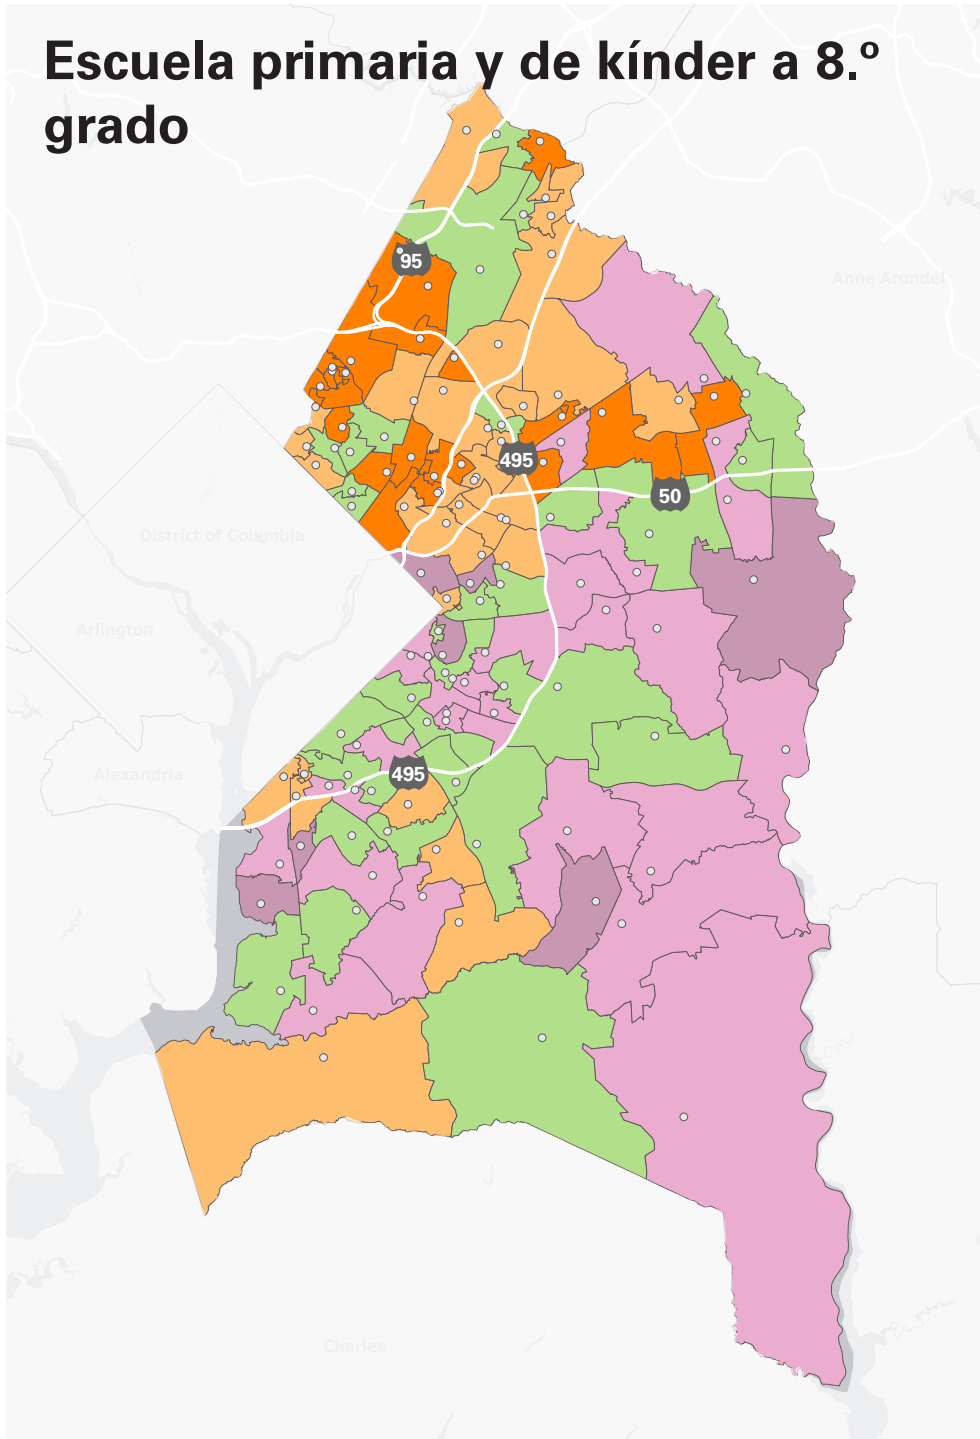 Escuela primaria y de kínder a 8.º
grado
95
Anne Arundel
495
50
District of Columbia
Arlington
Alexandria
495
Charles